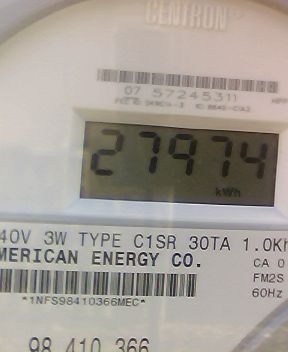 CENTRON®
07 57245311
27974
kWh
40V 3W TYPE C1SR 30TA 1.0Kh
MERICAN ENERGY CO.
CA 0
FM2S
60Hz
*1NFS98410366MEC*
98 410 366